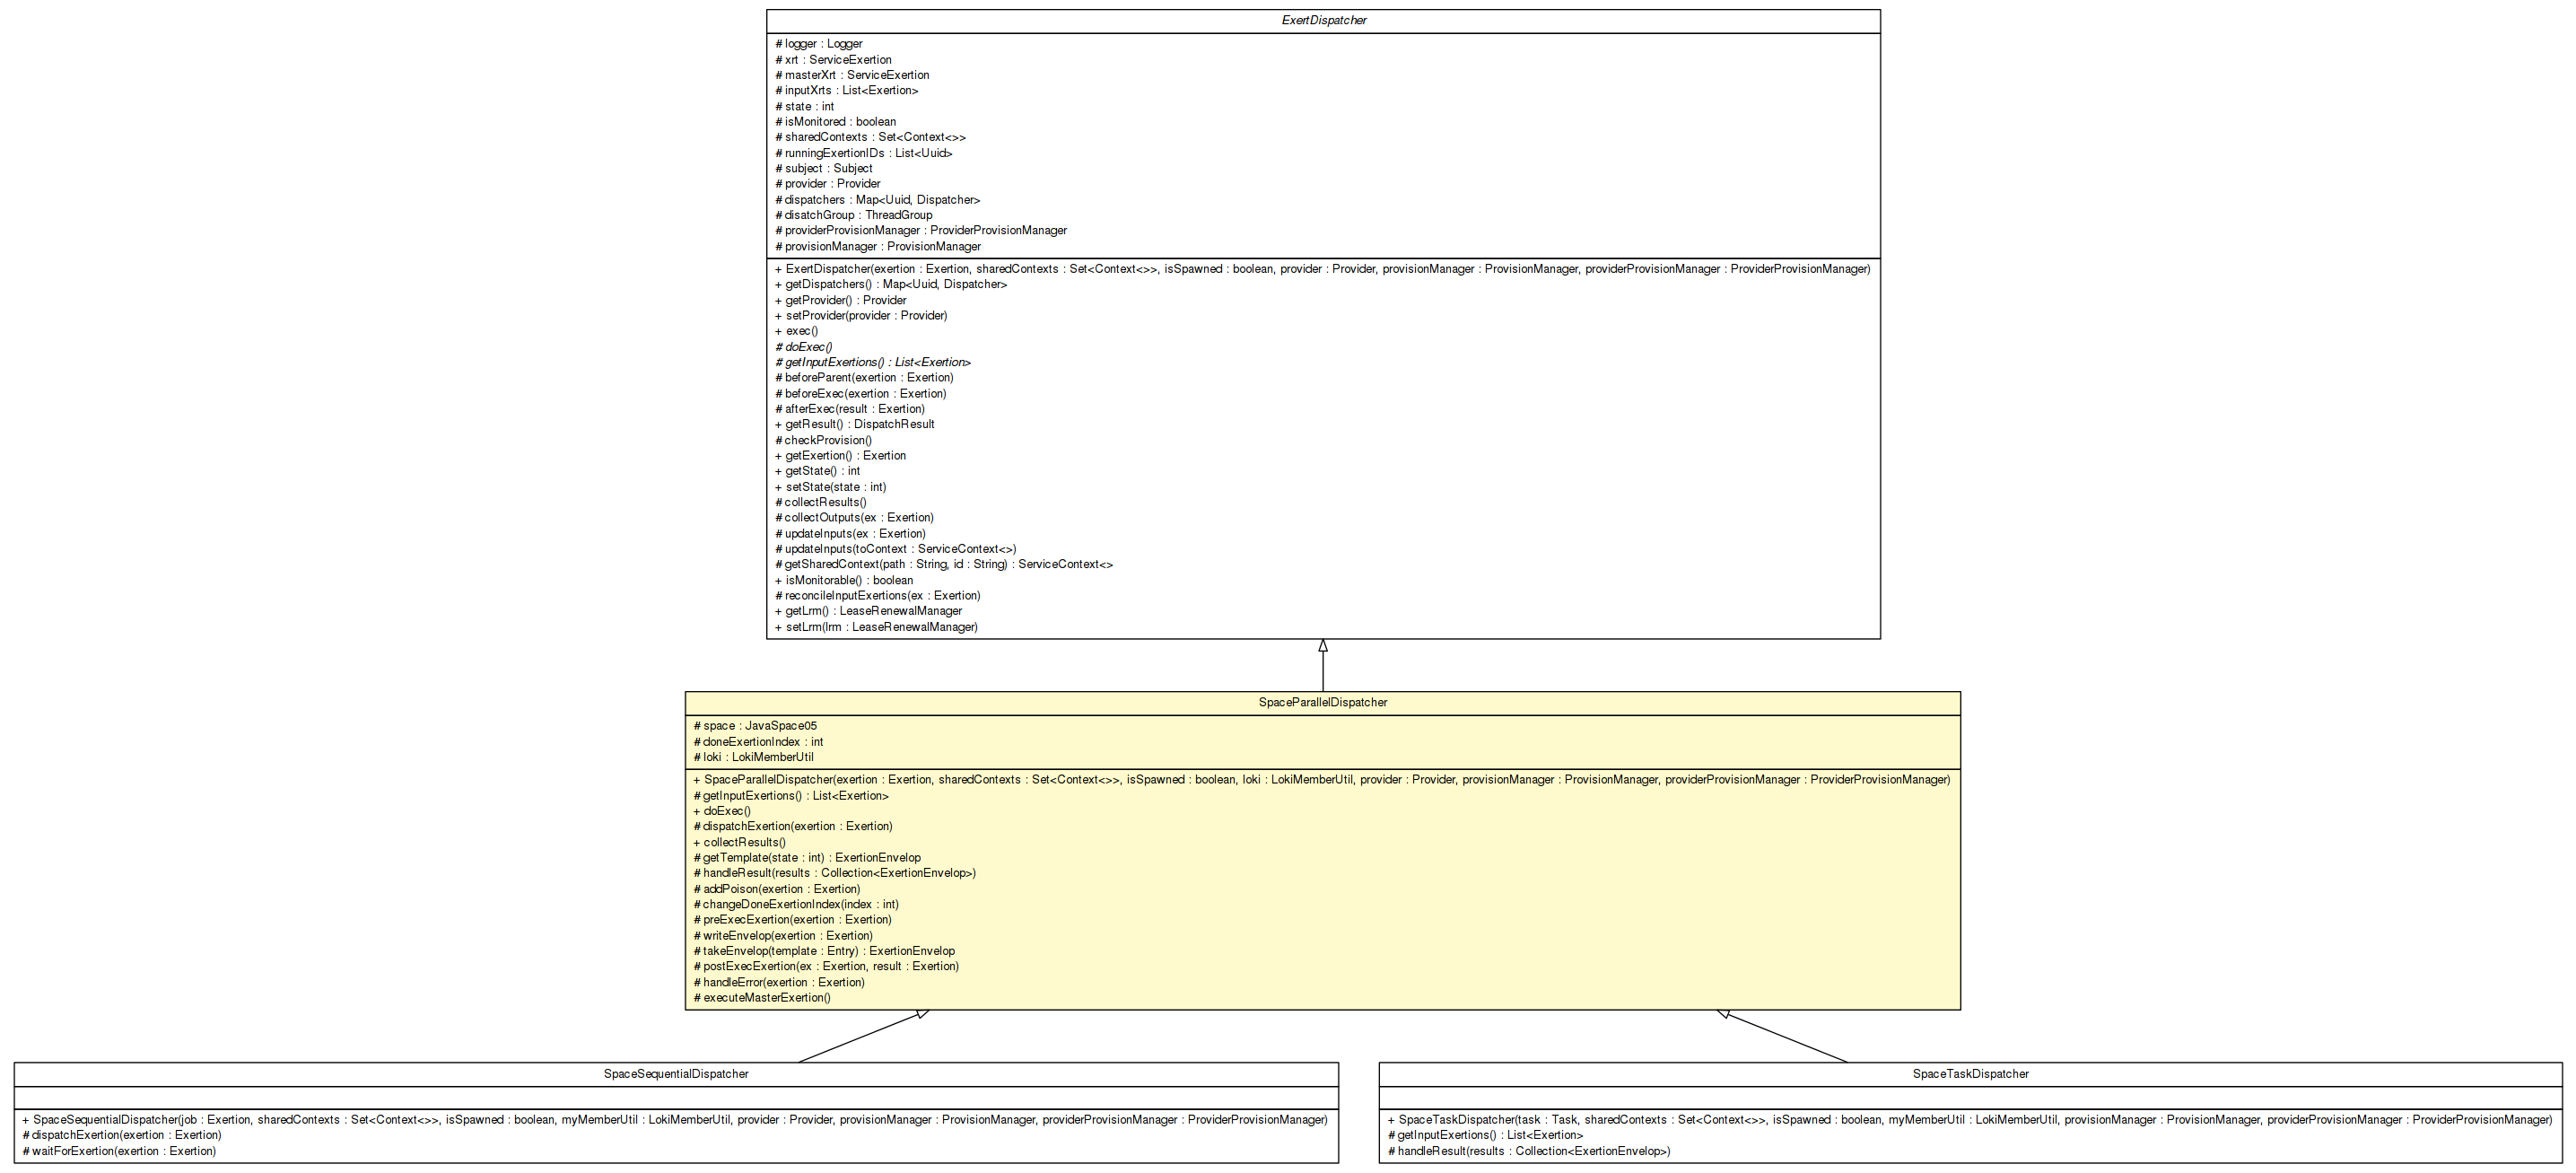 ExertDispatcher
# logger : Logger
# xrt : ServiceExertion
# masterXrt : ServiceExertion
# inputXrts : List<Exertion>
# state : int
# isMonitored : boolean
# sharedContexts : Set<Context<>>
# runningExertionIDs : List<Uuid>
# subject : Subject
# provider : Provider
# dispatchers : Map<Uuid, Dispatcher>
# disatchGroup : ThreadGroup
# providerProvisionManager : ProviderProvisionManager
# provisionManager : ProvisionManager
+ ExertDispatcher(exertion : Exertion, sharedContexts : Set<Context<>>, isSpawned : boolean, provider : Provider, provisionManager : ProvisionManager, providerProvisionManager : ProviderProvisionManager)
+ getDispatchers() : Map<Uuid, Dispatcher>
+ getProvider() : Provider
+ setProvider(provider : Provider)
+ exec()
# doExec()
# getInputExertions() : List<Exertion>
# beforeParent(exertion : Exertion)
# beforeExec(exertion : Exertion)
# afterExec(result : Exertion)
+ getResult() : DispatchResult
# checkProvision()
+ getExertion() : Exertion
+ getState() : int
+ setState(state : int)
# collectResults()
# collectOutputs(ex : Exertion)
# updateInputs(ex : Exertion)
# updateInputs(toContext : ServiceContext<>)
# getSharedContext(path : String, id : String) : ServiceContext<>
+ isMonitorable() : boolean
# reconcileInputExertions(ex : Exertion)
+ getLrm() : LeaseRenewalManager
+ setLrm(lrm : LeaseRenewalManager)
SpaceParallelDispatcher
# space : JavaSpace05
# doneExertionIndex : int
# loki : LokiMemberUtil
+ SpaceParallelDispatcher(exertion : Exertion, sharedContexts : Set<Context<>>, isSpawned : boolean, loki : LokiMemberUtil, provider : Provider, provisionManager : ProvisionManager, providerProvisionManager : ProviderProvisionManager)
# getInputExertions() : List<Exertion>
+ doExec()
# dispatchExertion(exertion : Exertion)
+ collectResults()
# getTemplate(state : int) : ExertionEnvelop
# handleResult(results : Collection<ExertionEnvelop>)
# addPoison(exertion : Exertion)
# changeDoneExertionIndex(index : int)
# preExecExertion(exertion : Exertion)
# writeEnvelop(exertion : Exertion)
# takeEnvelop(template : Entry) : ExertionEnvelop
# postExecExertion(ex : Exertion, result : Exertion)
# handleError(exertion : Exertion)
# executeMasterExertion()
SpaceSequentialDispatcher
+ SpaceSequentialDispatcher(job : Exertion, sharedContexts : Set<Context<>>, isSpawned : boolean, myMemberUtil : LokiMemberUtil, provider : Provider, provisionManager : ProvisionManager, providerProvisionManager : ProviderProvisionManager)
# dispatchExertion(exertion : Exertion)
# waitForExertion(exertion : Exertion)
SpaceTaskDispatcher
+ SpaceTaskDispatcher(task : Task, sharedContexts : Set<Context<>>, isSpawned : boolean, myMemberUtil : LokiMemberUtil, provisionManager : ProvisionManager, providerProvisionManager : ProviderProvisionManager)
# getInputExertions() : List<Exertion>
# handleResult(results : Collection<ExertionEnvelop>)